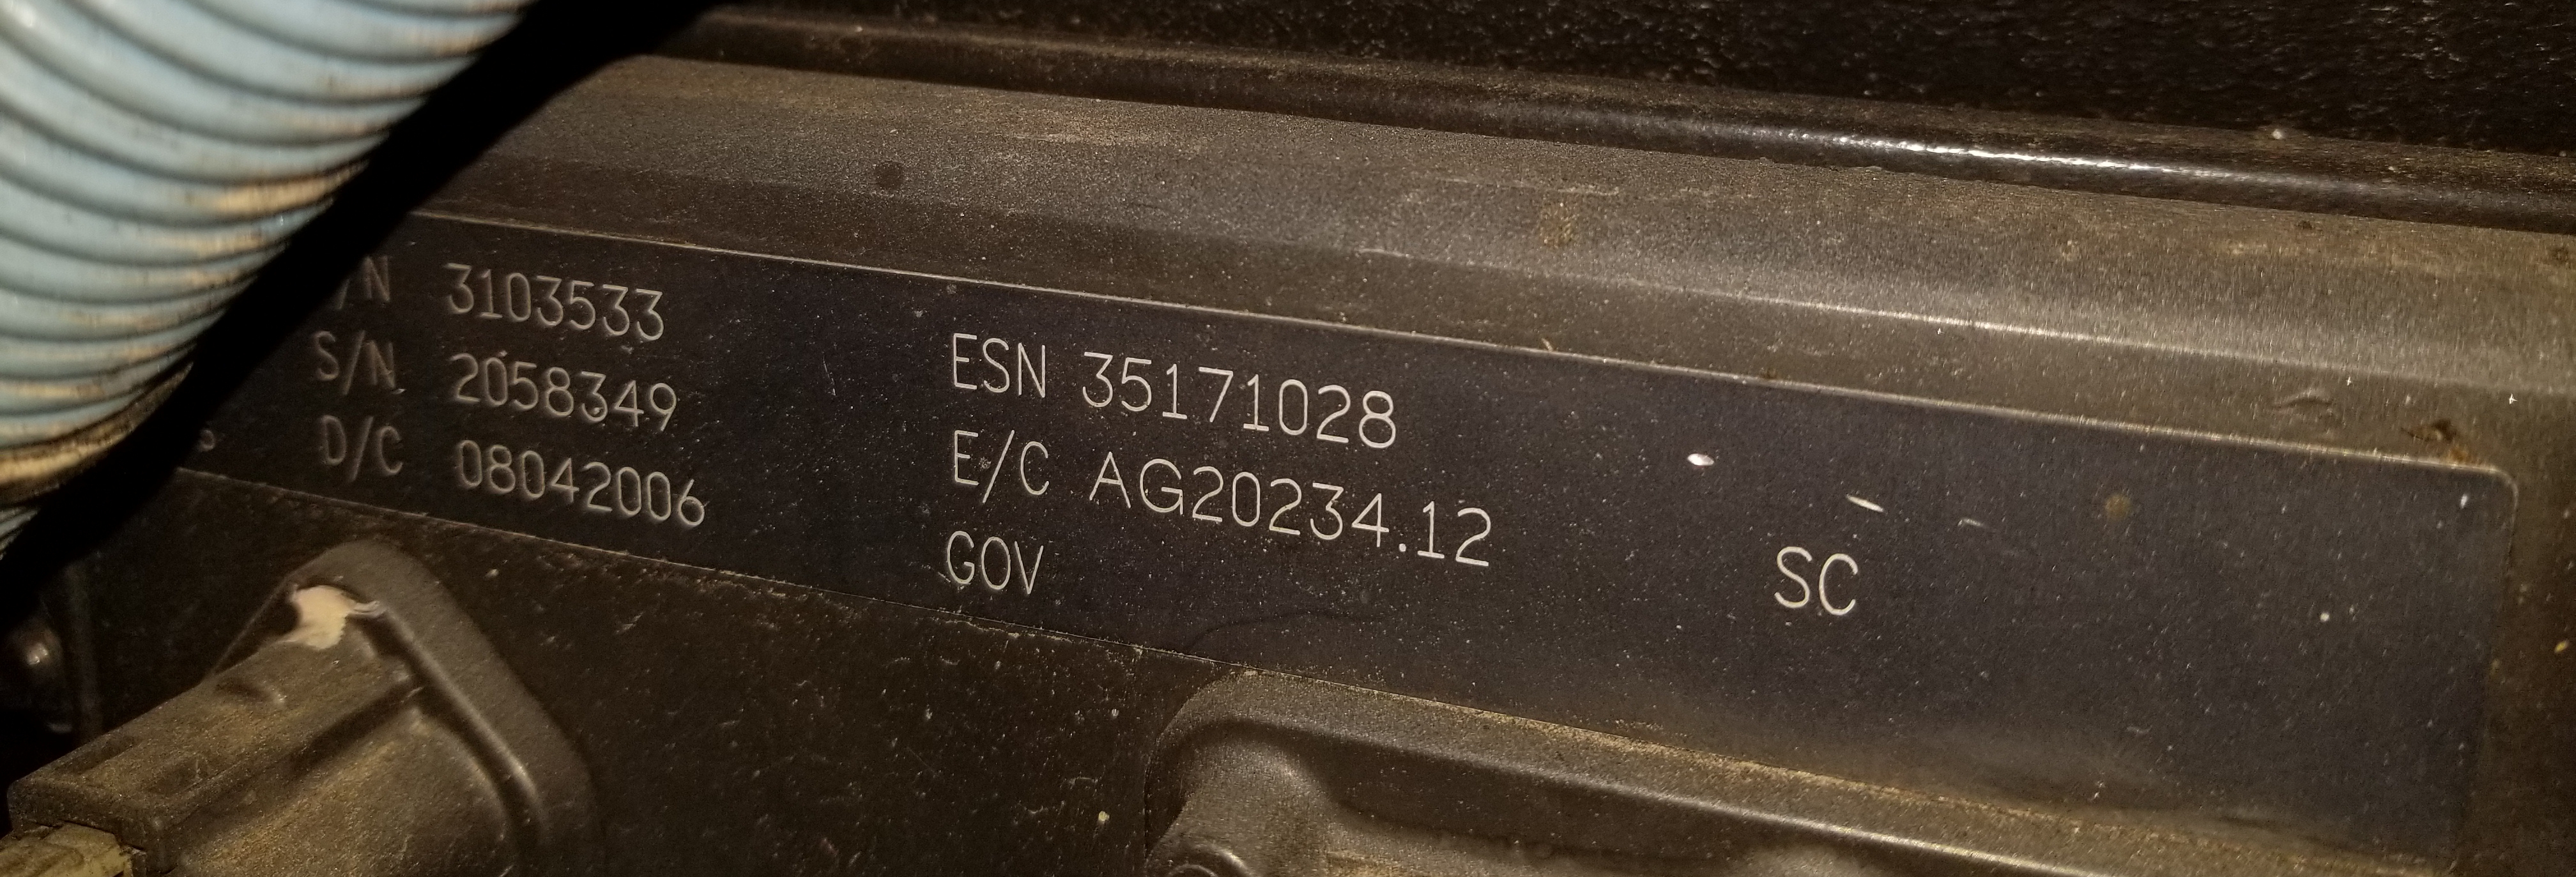 /N 3103533
S/N 2058349
D/C 08042006
ESN 35171028
E/C AG20234.12
GOV SC